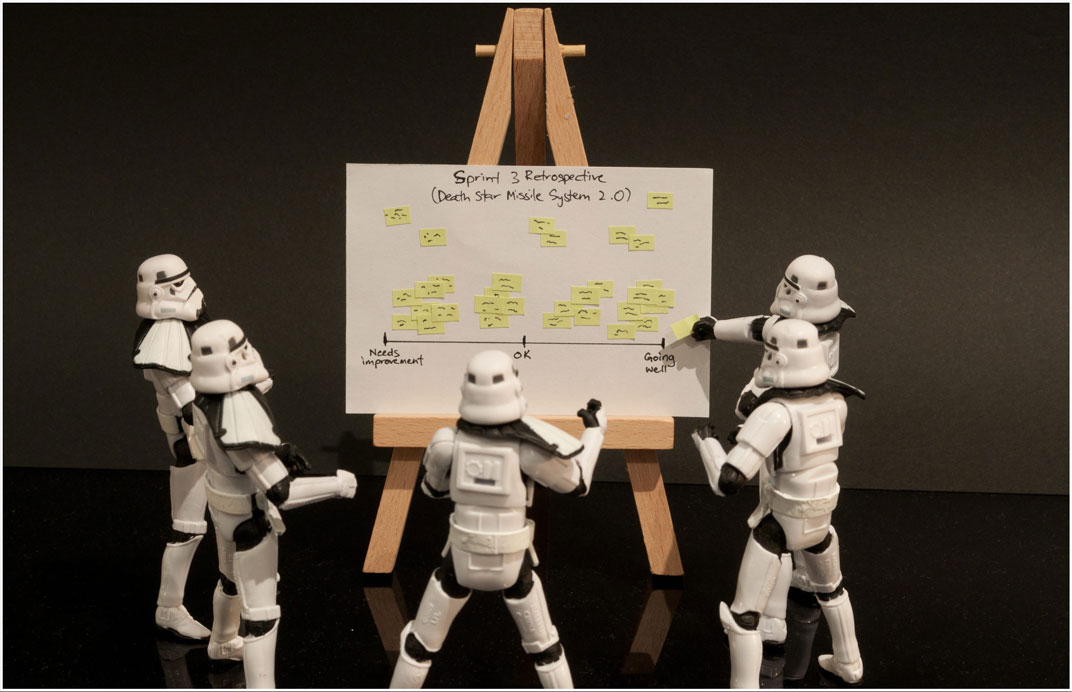 Sprint 3 Retrospective
(Death Star Missile System 2.0)
Needs
improvement
OK
Going
well